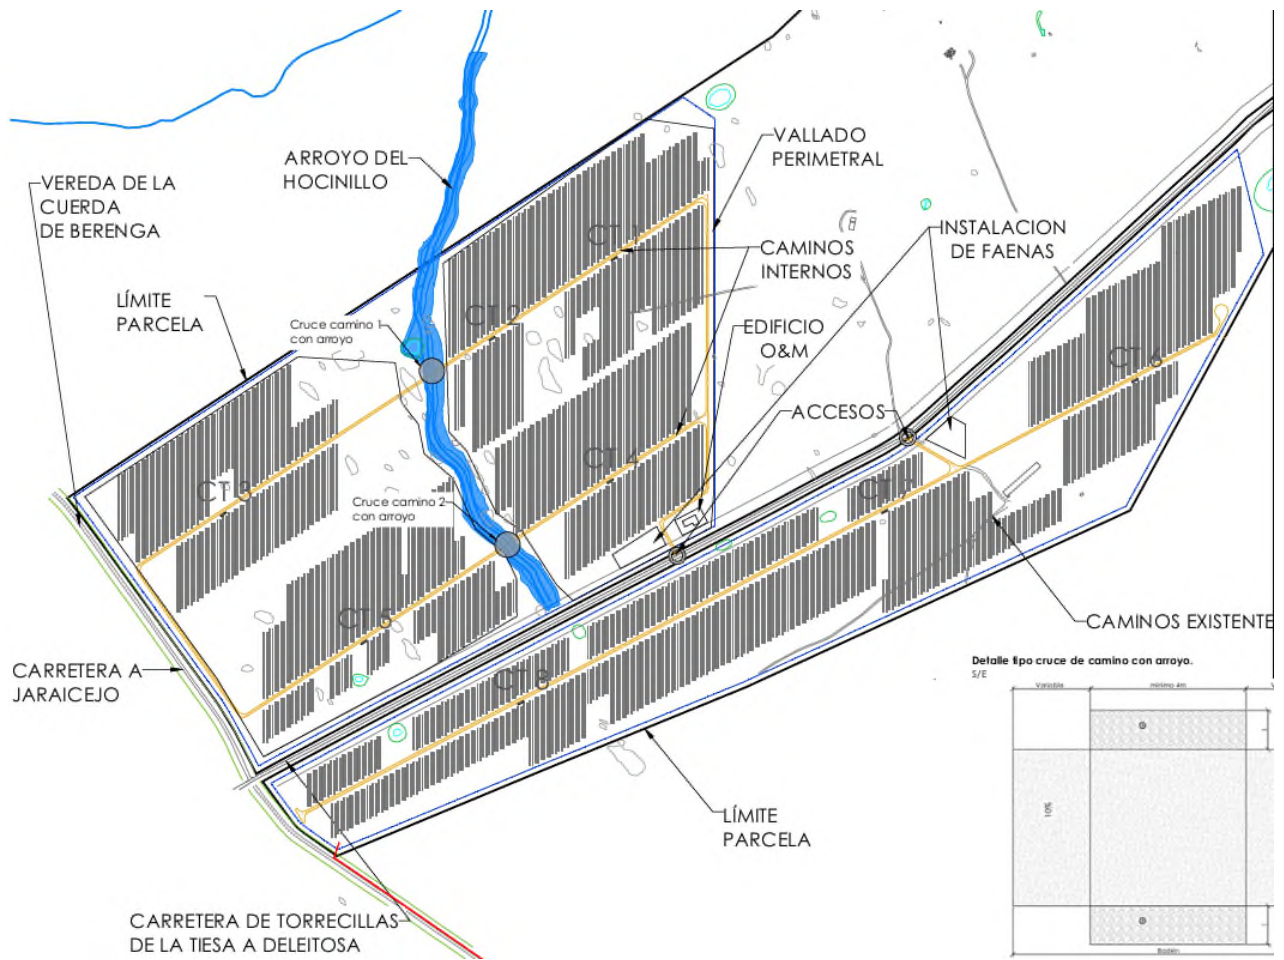 ARROYO DEL
HOCINILLO
VALLADO
PERIMETRAL
VEREDA DE LA
CUERDA
DE BERENGA
INSTALACION
DE FAENAS
CT 1
CAMINOS
INTERNOS
LÍMITE
PARCELA
CT 2
Cruce camino 1
con arroyo
EDIFICIO
O&M
CT 6
ACCESOS
CT 4
CT 3
CT 7
Cruce camino 2
con arroyo
CT 5
CAMINOS EXISTENTE
CARRETERA A
JARAICEJO
CT 8
Detalle tipo cruce de camino con arroyo.
S/E
Variable
mínimo 4m
10%
LÍMITE
PARCELA
CARRETERA DE TORRECILLAS
DE LA TIESA A DELEITOSA
Badén